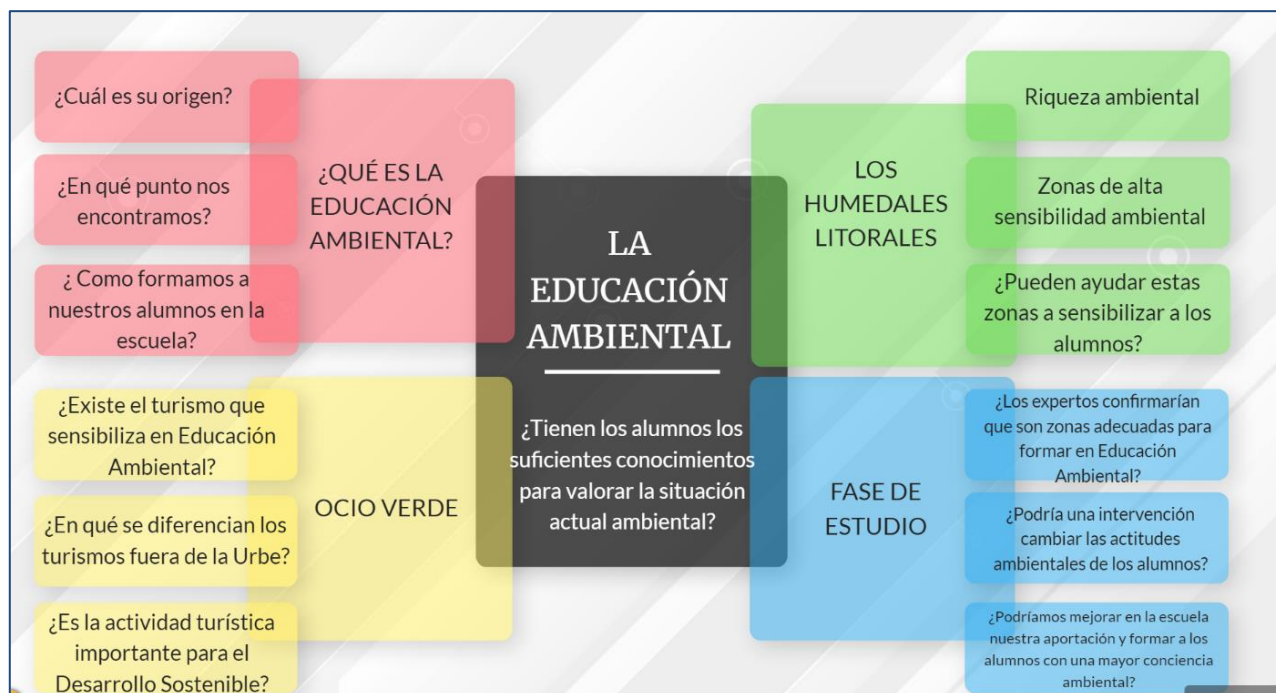 ¿Cuál es su origen?
¿En qué punto nos
encontramos?
¿ Como formamos a
nuestros alumnos en la
escuela?
¿QUÉ ES LA
EDUCACIÓN
AMBIENTAL?
¿Existe el turismo que
sensibiliza en Educación
Ambiental?
¿En qué se diferencian los
turismos fuera de la Urbe?
¿Es la actividad turística
importante para el
Desarrollo Sostenible?
OCIO VERDE
LA
EDUCACIÓN
AMBIENTAL
¿Tienen los alumnos los
suficientes conocimientos
para valorar la situación
actual ambiental?
LOS
HUMEDALES
LITORALES
Riqueza ambiental
Zonas de alta
sensibilidad ambiental
¿Pueden ayudar estas
zonas a sensibilizar a los
alumnos?
FASE DE
ESTUDIO
¿Los expertos confirmarían
que son zonas adecuadas para
formar en Educación
Ambiental?
¿Podría una intervención
cambiar las actitudes
ambientales de los alumnos?
¿Podríamos mejorar en la escuela
nuestra aportación y formar a los
alumnos con una mayor conciencia
ambiental?